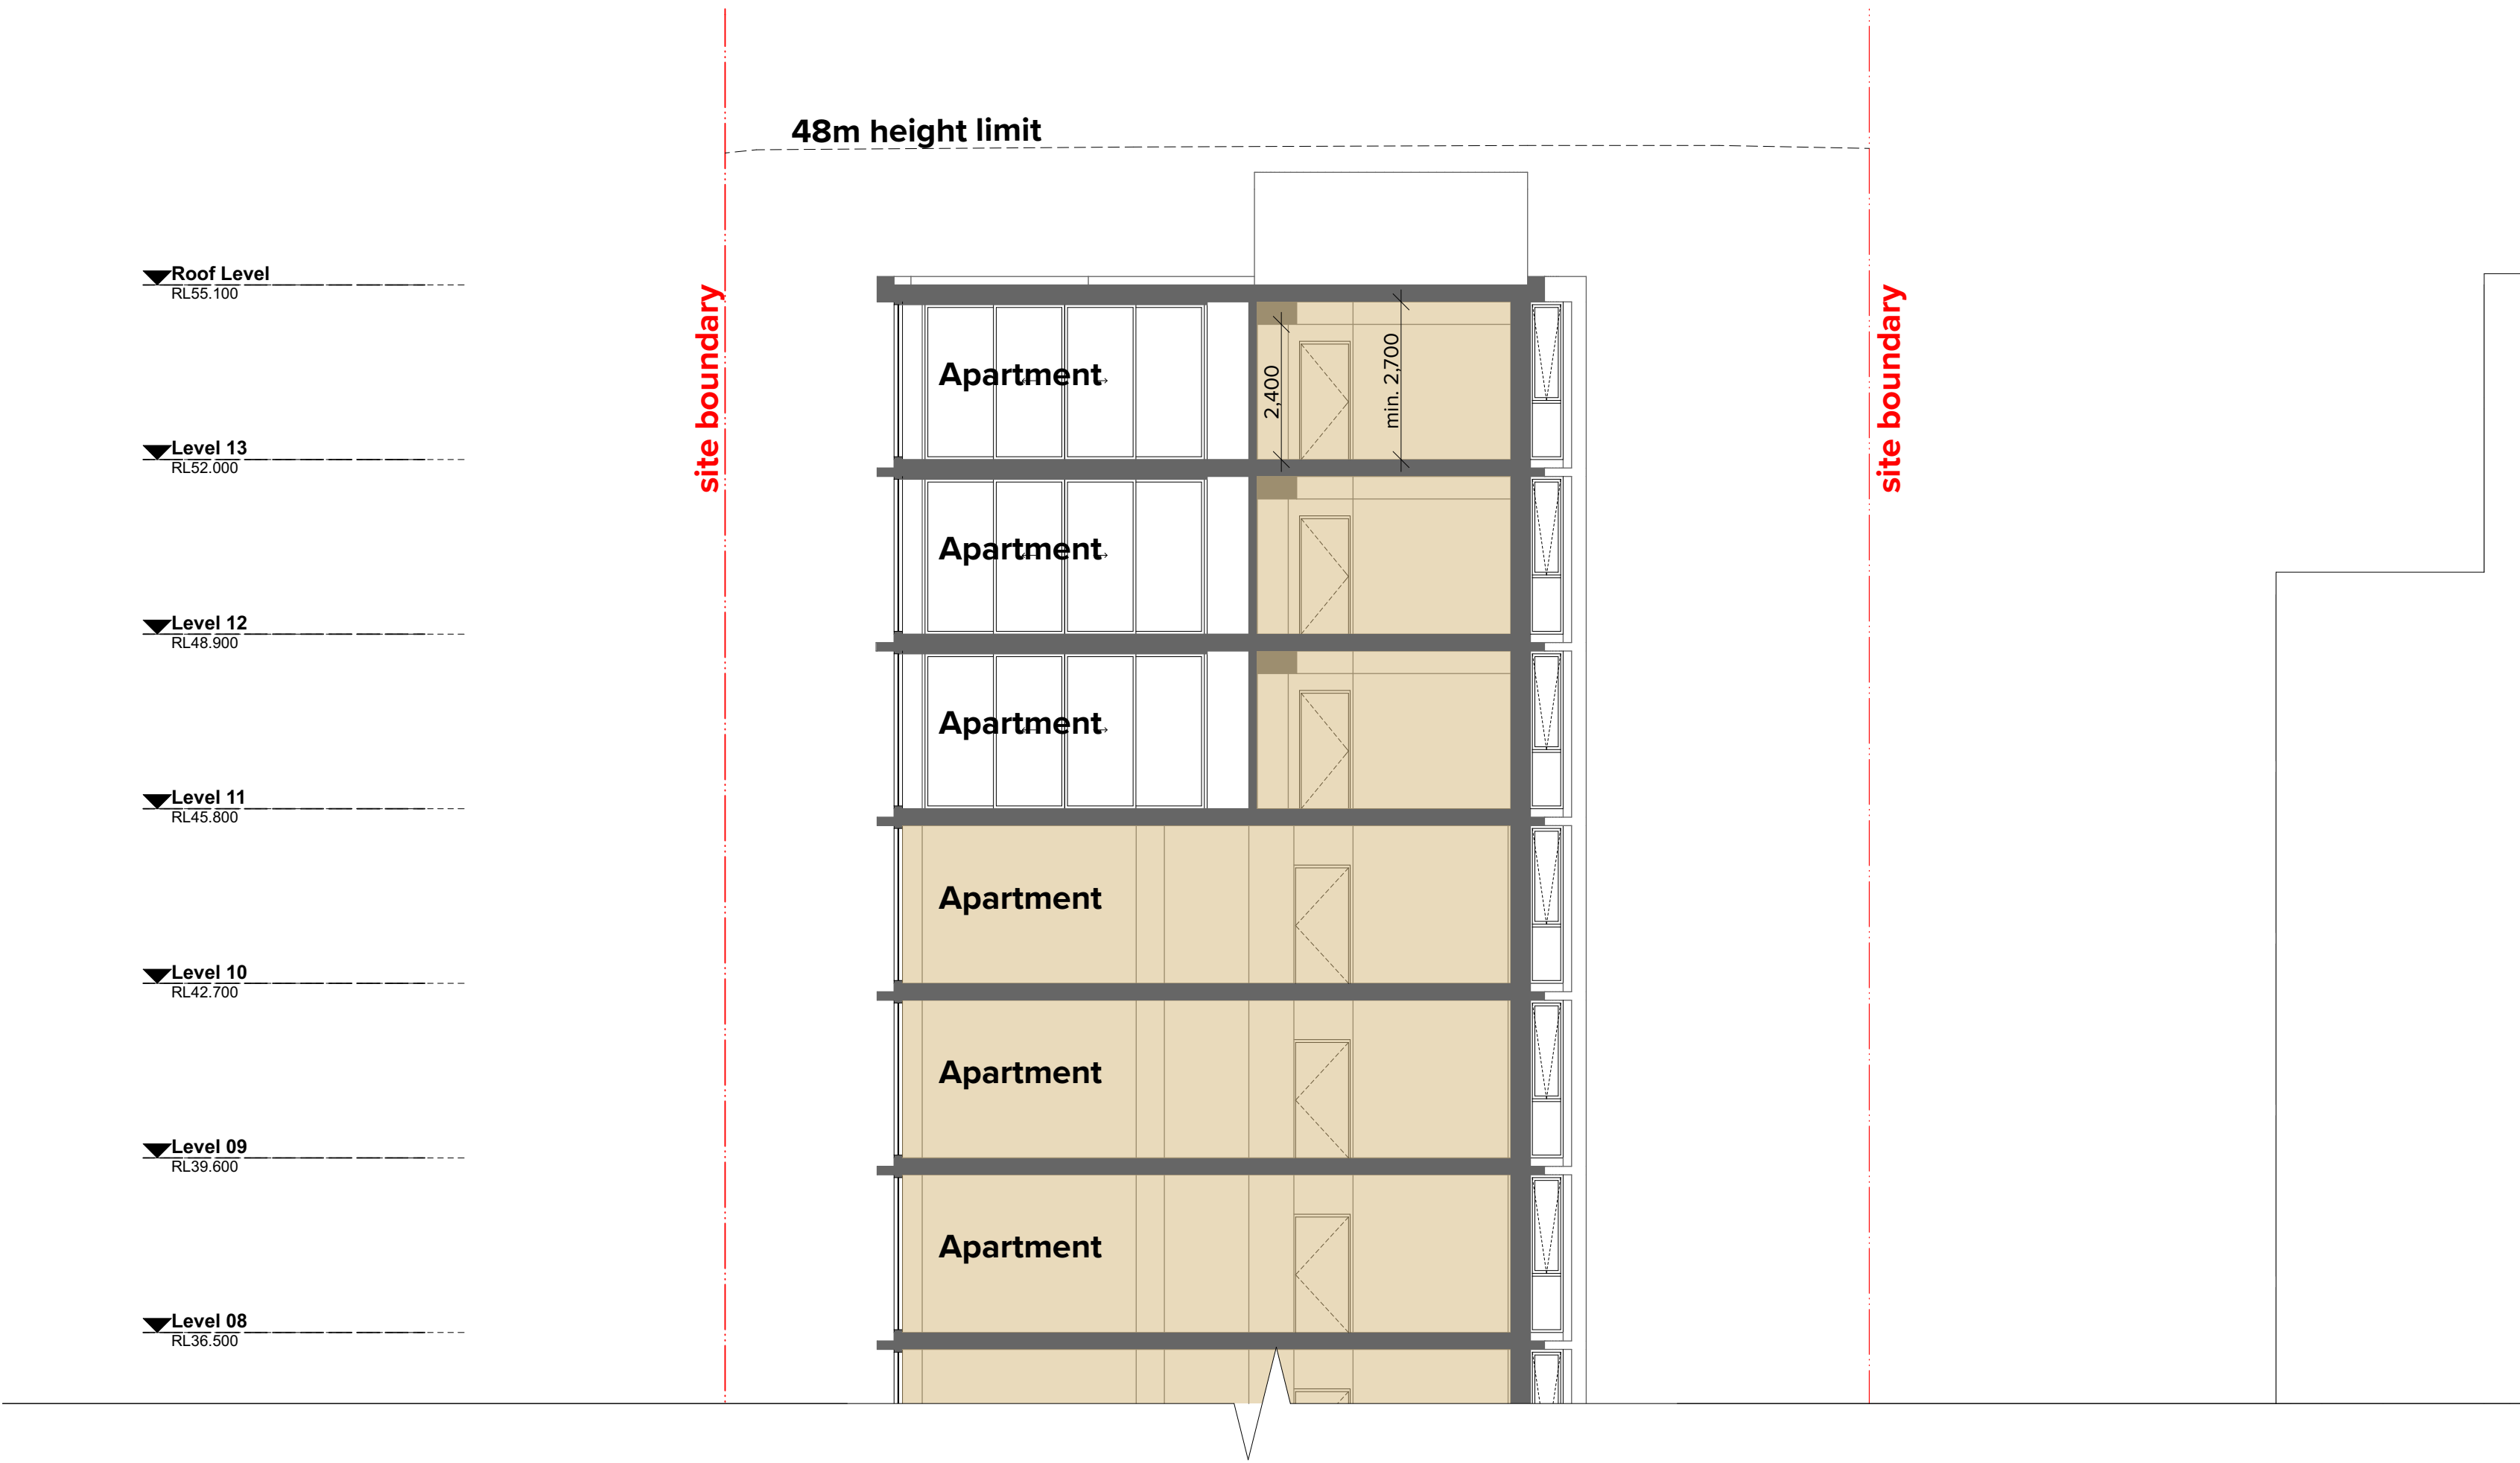 48m height limit
Roof Level
RL55.100
site boundary
site boundary
Apartment
2,400
min. 2,700
Level 13
RL52.000
Apartment
Level 12
RL48.900
Apartment
Level 11
RL45.800
Apartment
Level 10
RL42.700
Apartment
Level 09
RL39.600
Apartment
Level 08
RL36.500